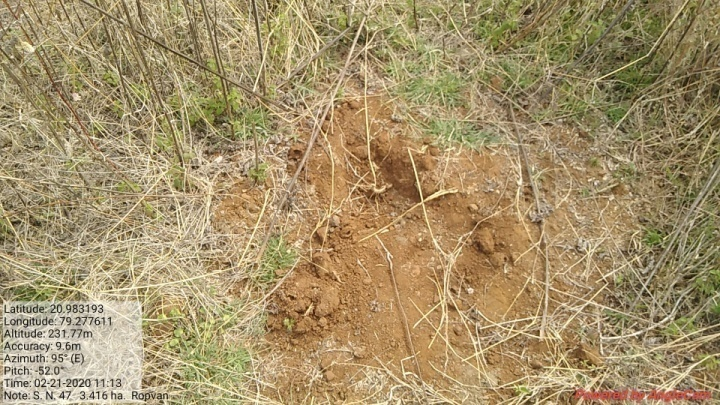 Latitude: 20.983193
Longitude: 79.277611
Altitude: 231.77m
Accuracy: 9.6m
Azimuth: 95° (E)
Pitch: -52.0°
Time: 02-21-2020 11:13
Note: S. N. 47 3.416 ha. Ropvan
Powered by AngleCam